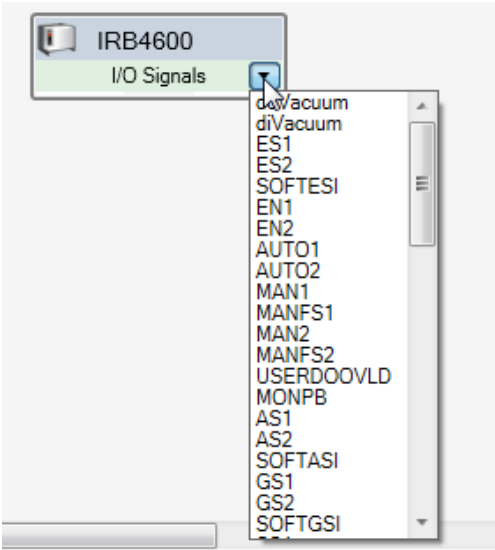 IRB4600
I/O Signals
diVacuum
ES1
ES2
SOFTESI
EN1
EN2
AUTO1
AUTO2
MAN1
MANFS1
MAN2
MANFS2
USERDOOVLD
MONPB
AS1
AS2
SOFTASI
GS1
GS2
SOFTGSI